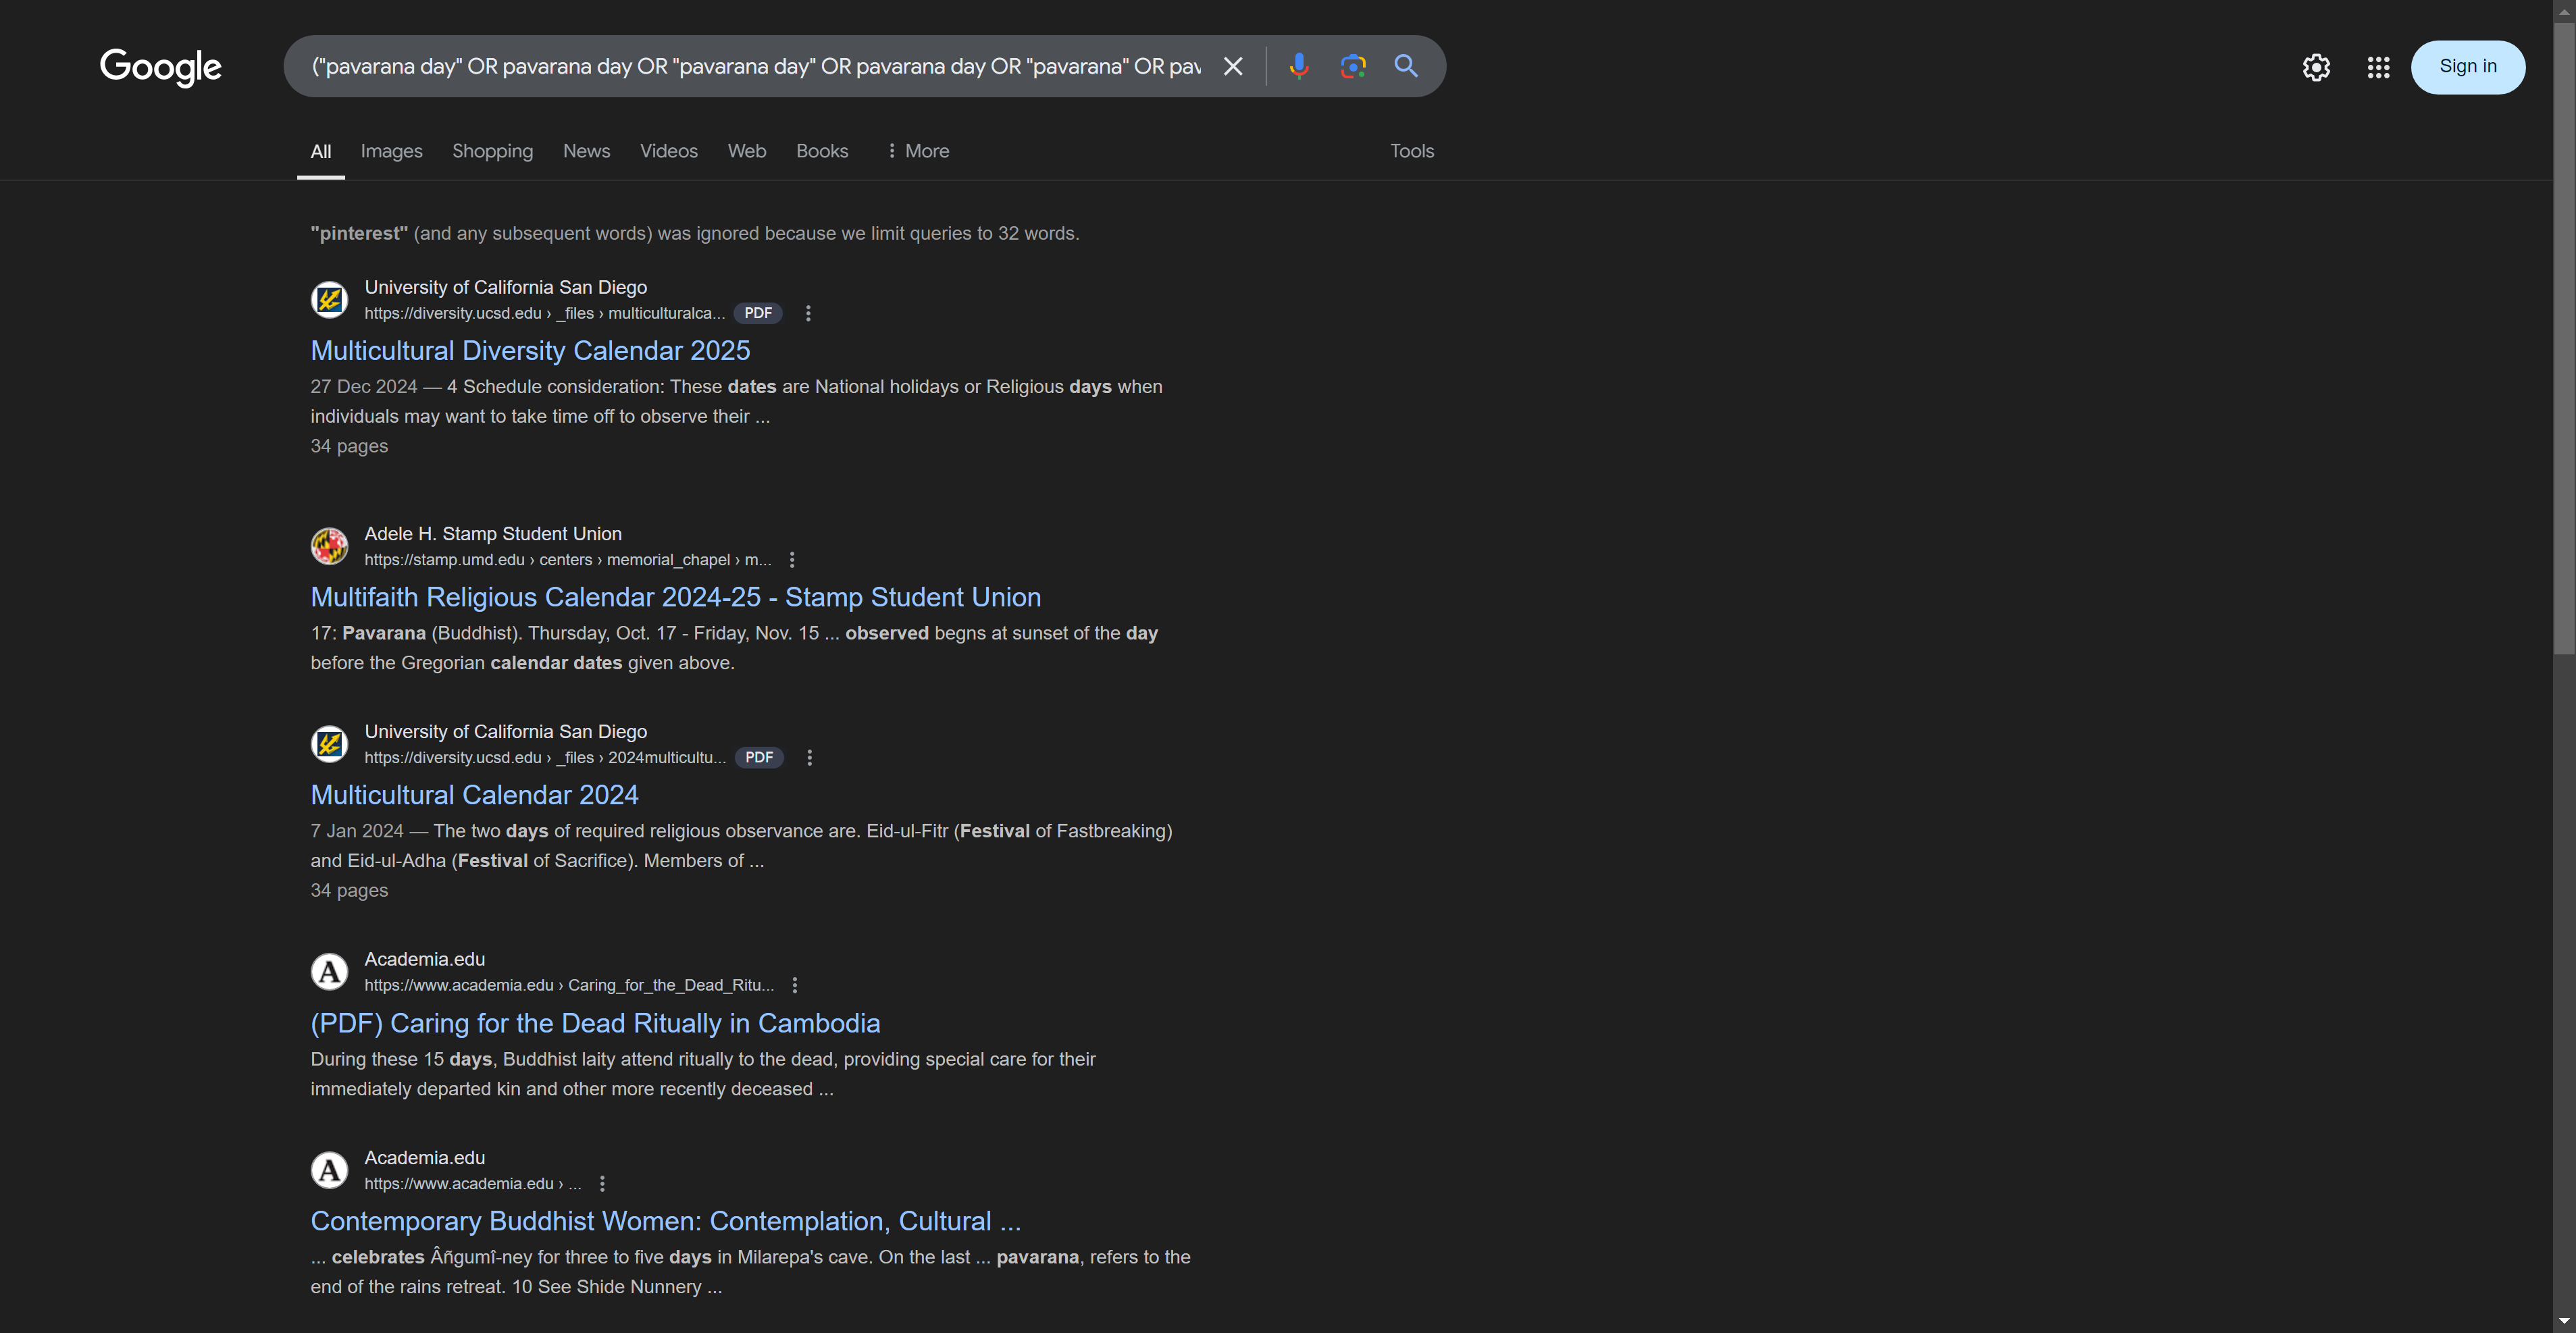 Google
("pavarana day" OR pavarana day OR "pavarana day" OR pavarana day OR "pavarana" OR pav
Sign in
All Images Shopping News Videos Web Books More Tools
"pinterest" (and any subsequent words) was ignored because we limit queries to 32 words.
University of California San Diego
https://diversity.ucsd.edu › _files › multiculturalca... PDF
Multicultural Diversity Calendar 2025
27 Dec 2024 — 4 Schedule consideration: These dates are National holidays or Religious days when
individuals may want to take time off to observe their ...
34 pages
Adele H. Stamp Student Union
https://stamp.umd.edu › centers › memorial_chapel › m...
Multifaith Religious Calendar 2024-25 - Stamp Student Union
17: Pavarana (Buddhist). Thursday, Oct. 17 - Friday, Nov. 15 ... observed begns at sunset of the day
before the Gregorian calendar dates given above.
University of California San Diego
https://diversity.ucsd.edu › _files › 2024multicultu... PDF
Multicultural Calendar 2024
7 Jan 2024 — The two days of required religious observance are. Eid-ul-Fitr (Festival of Fastbreaking)
and Eid-ul-Adha (Festival of Sacrifice). Members of ...
34 pages
Academia.edu
https://www.academia.edu › Caring_for_the_Dead_Ritu...
(PDF) Caring for the Dead Ritually in Cambodia
During these 15 days, Buddhist laity attend ritually to the dead, providing special care for their
immediately departed kin and other more recently deceased ...
Academia.edu
https://www.academia.edu › ...
Contemporary Buddhist Women: Contemplation, Cultural ...
... celebrates Âñgumî-ney for three to five days in Milarepa's cave. On the last ... pavarana, refers to the
end of the rains retreat. 10 See Shide Nunnery ...